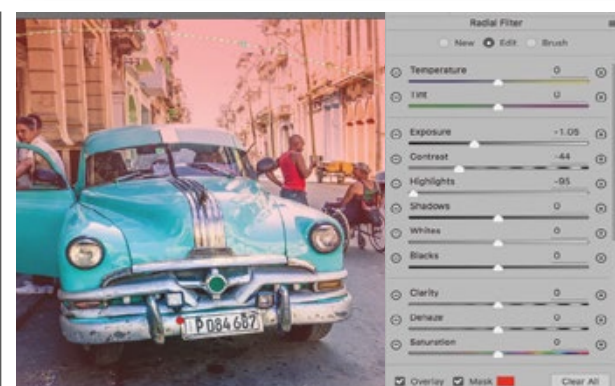 Radial Filter
New Edit Brush
Temperature 0
Tint 0
Exposure -1.05
Contrast -44
Highlights -95
Shadows 0
Whites 0
Blacks 0
Clarity 0
Dehaze 0
Saturation 0
Overlay Mask Clear All
P 084 687